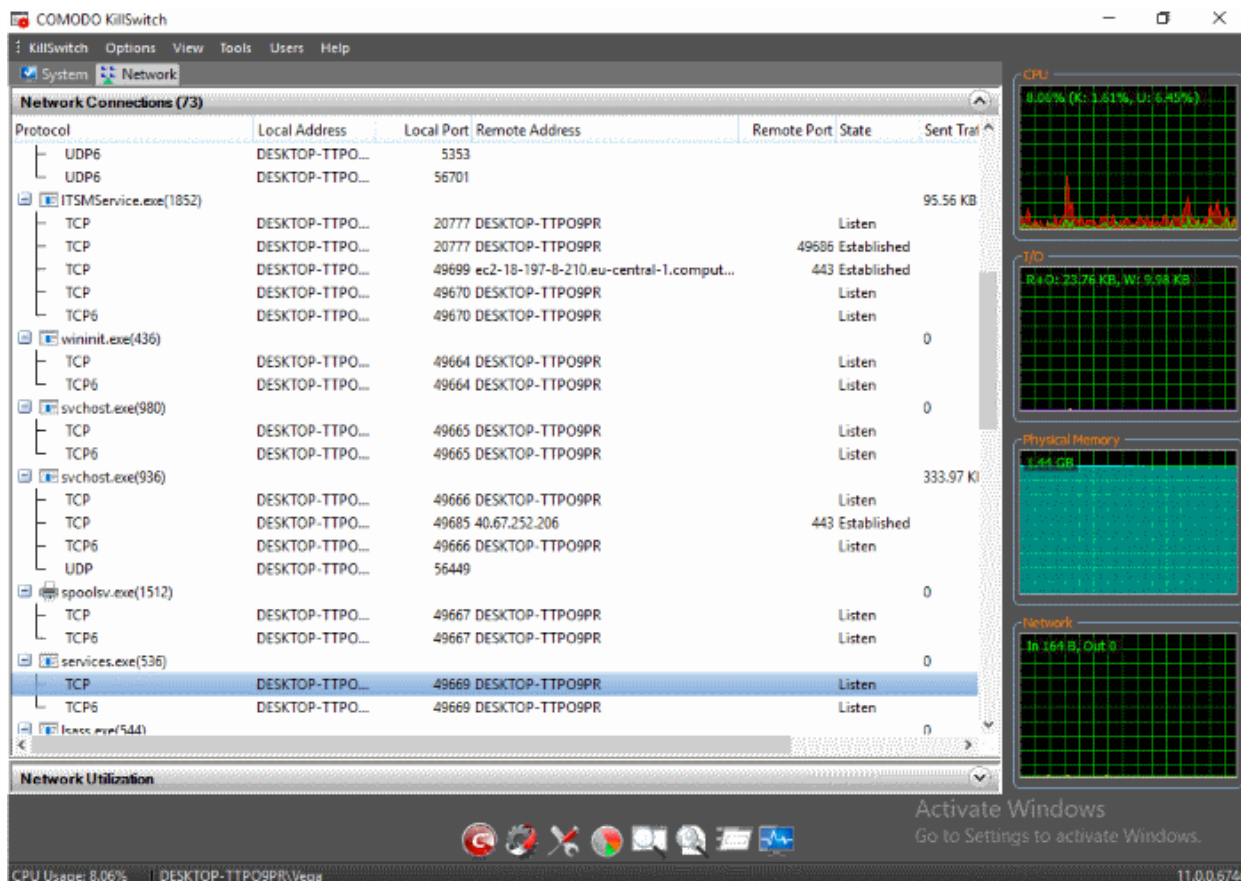 COMODO KillSwitch
KillSwitch Options View Tools Users Help
System Network
Network Connections (73)
Protocol Local Address Local Port Remote Address Remote Port State Sent Traf
UDP6 DESKTOP-TTPO... 5353
UDP6 DESKTOP-TTPO... 56701
ITSMService.exe(1852) 95.56 KB
TCP DESKTOP-TTPO... 20777 DESKTOP-TTPO9PR Listen
TCP DESKTOP-TTPO... 20777 DESKTOP-TTPO9PR 49686 Established
TCP DESKTOP-TTPO... 49699 ec2-18-197-8-210.eu-central-1.comput... 443 Established
TCP DESKTOP-TTPO... 49670 DESKTOP-TTPO9PR Listen
TCP6 DESKTOP-TTPO... 49670 DESKTOP-TTPO9PR Listen
wininit.exe(436) 0
TCP DESKTOP-TTPO... 49664 DESKTOP-TTPO9PR Listen
TCP6 DESKTOP-TTPO... 49664 DESKTOP-TTPO9PR Listen
svchost.exe(980) 0
TCP DESKTOP-TTPO... 49665 DESKTOP-TTPO9PR Listen
TCP6 DESKTOP-TTPO... 49665 DESKTOP-TTPO9PR Listen
svchost.exe(936) 333.97 KI
TCP DESKTOP-TTPO... 49666 DESKTOP-TTPO9PR Listen
TCP DESKTOP-TTPO... 49685 40.67.252.206 443 Established
TCP6 DESKTOP-TTPO... 49666 DESKTOP-TTPO9PR Listen
UDP DESKTOP-TTPO... 56449
spoolsv.exe(1512) 0
TCP DESKTOP-TTPO... 49667 DESKTOP-TTPO9PR Listen
TCP6 DESKTOP-TTPO... 49667 DESKTOP-TTPO9PR Listen
services.exe(536) 0
TCP DESKTOP-TTPO... 49669 DESKTOP-TTPO9PR Listen
TCP6 DESKTOP-TTPO... 49669 DESKTOP-TTPO9PR Listen
lsass.exe(544) 0
Network Utilization
CPU
8.06% (K: 1.61%, U: 6.45%)
I/O
R+O: 23.76 KB, W: 9.98 KB
Physical Memory
1.44 GB
Network
In 164 B, Out 0
Activate Windows
Go to Settings to activate Windows.
CPU Usage: 8.06% DESKTOP-TTPO9PR\Vega 11.0.0.674